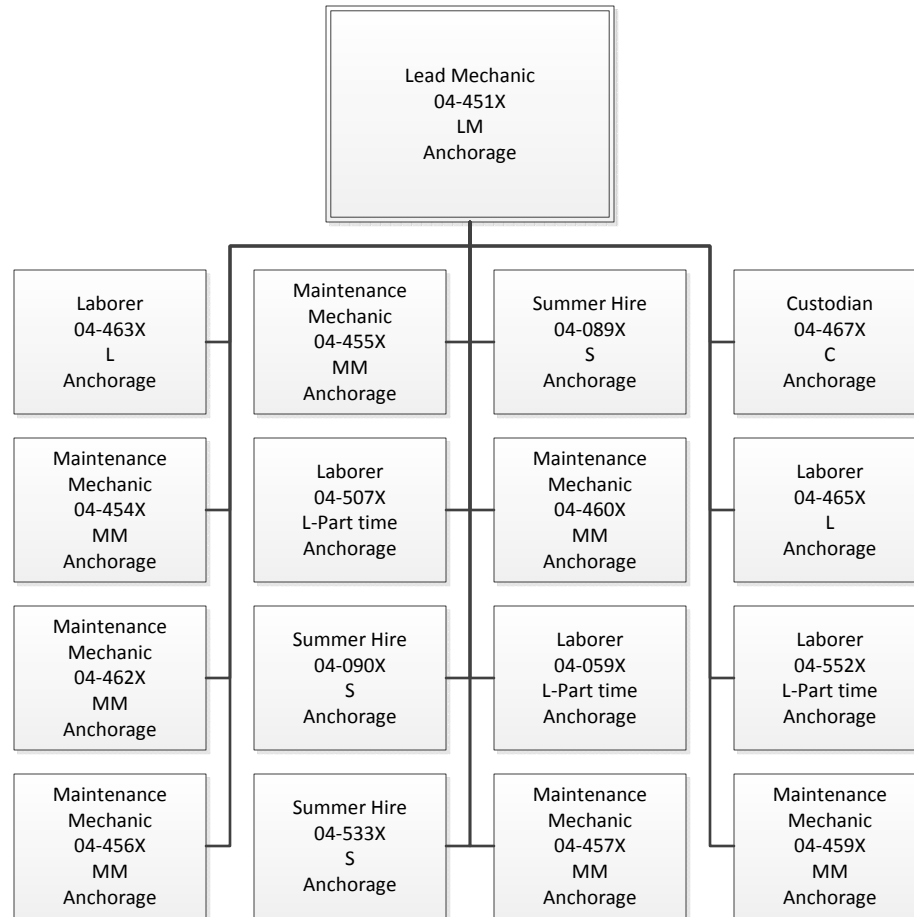 Lead Mechanic
04-451X
LM
Anchorage
Laborer
04-463X
L
Anchorage
Maintenance
Mechanic
04-455X
MM
Anchorage
Summer Hire
04-089X
S
Anchorage
Custodian
04-467X
C
Anchorage
Maintenance
Mechanic
04-454X
MM
Anchorage
Laborer
04-507X
L-Part time
Anchorage
Maintenance
Mechanic
04-460X
MM
Anchorage
Laborer
04-465X
L
Anchorage
Maintenance
Mechanic
04-462X
MM
Anchorage
Summer Hire
04-090X
S
Anchorage
Laborer
04-059X
L-Part time
Anchorage
Laborer
04-552X
L-Part time
Anchorage
Maintenance
Mechanic
04-456X
MM
Anchorage
Summer Hire
04-533X
S
Anchorage
Maintenance
Mechanic
04-457X
MM
Anchorage
Maintenance
Mechanic
04-459X
MM
Anchorage